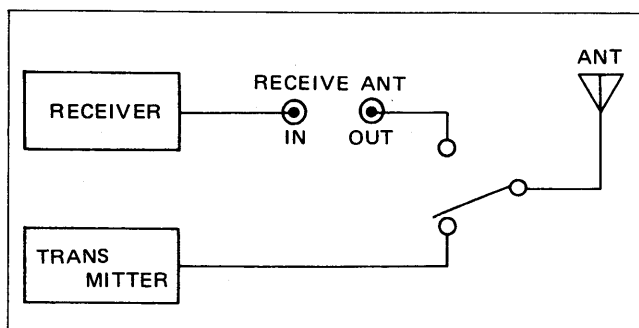 RECEIVER
RECEIVE ANT
IN
OUT
ANT
TRANS
MITTER